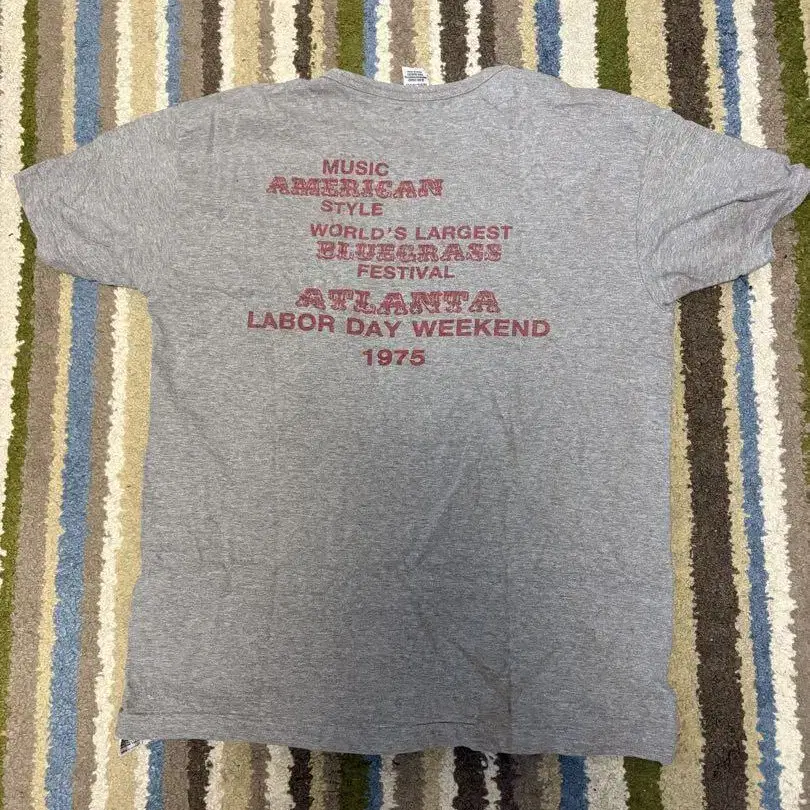 MUSIC
AMERICAN
STYLE
WORLD'S LARGEST
BLUEGRASS
FESTIVAL
ATLANTA
LABOR DAY WEEKEND
1975